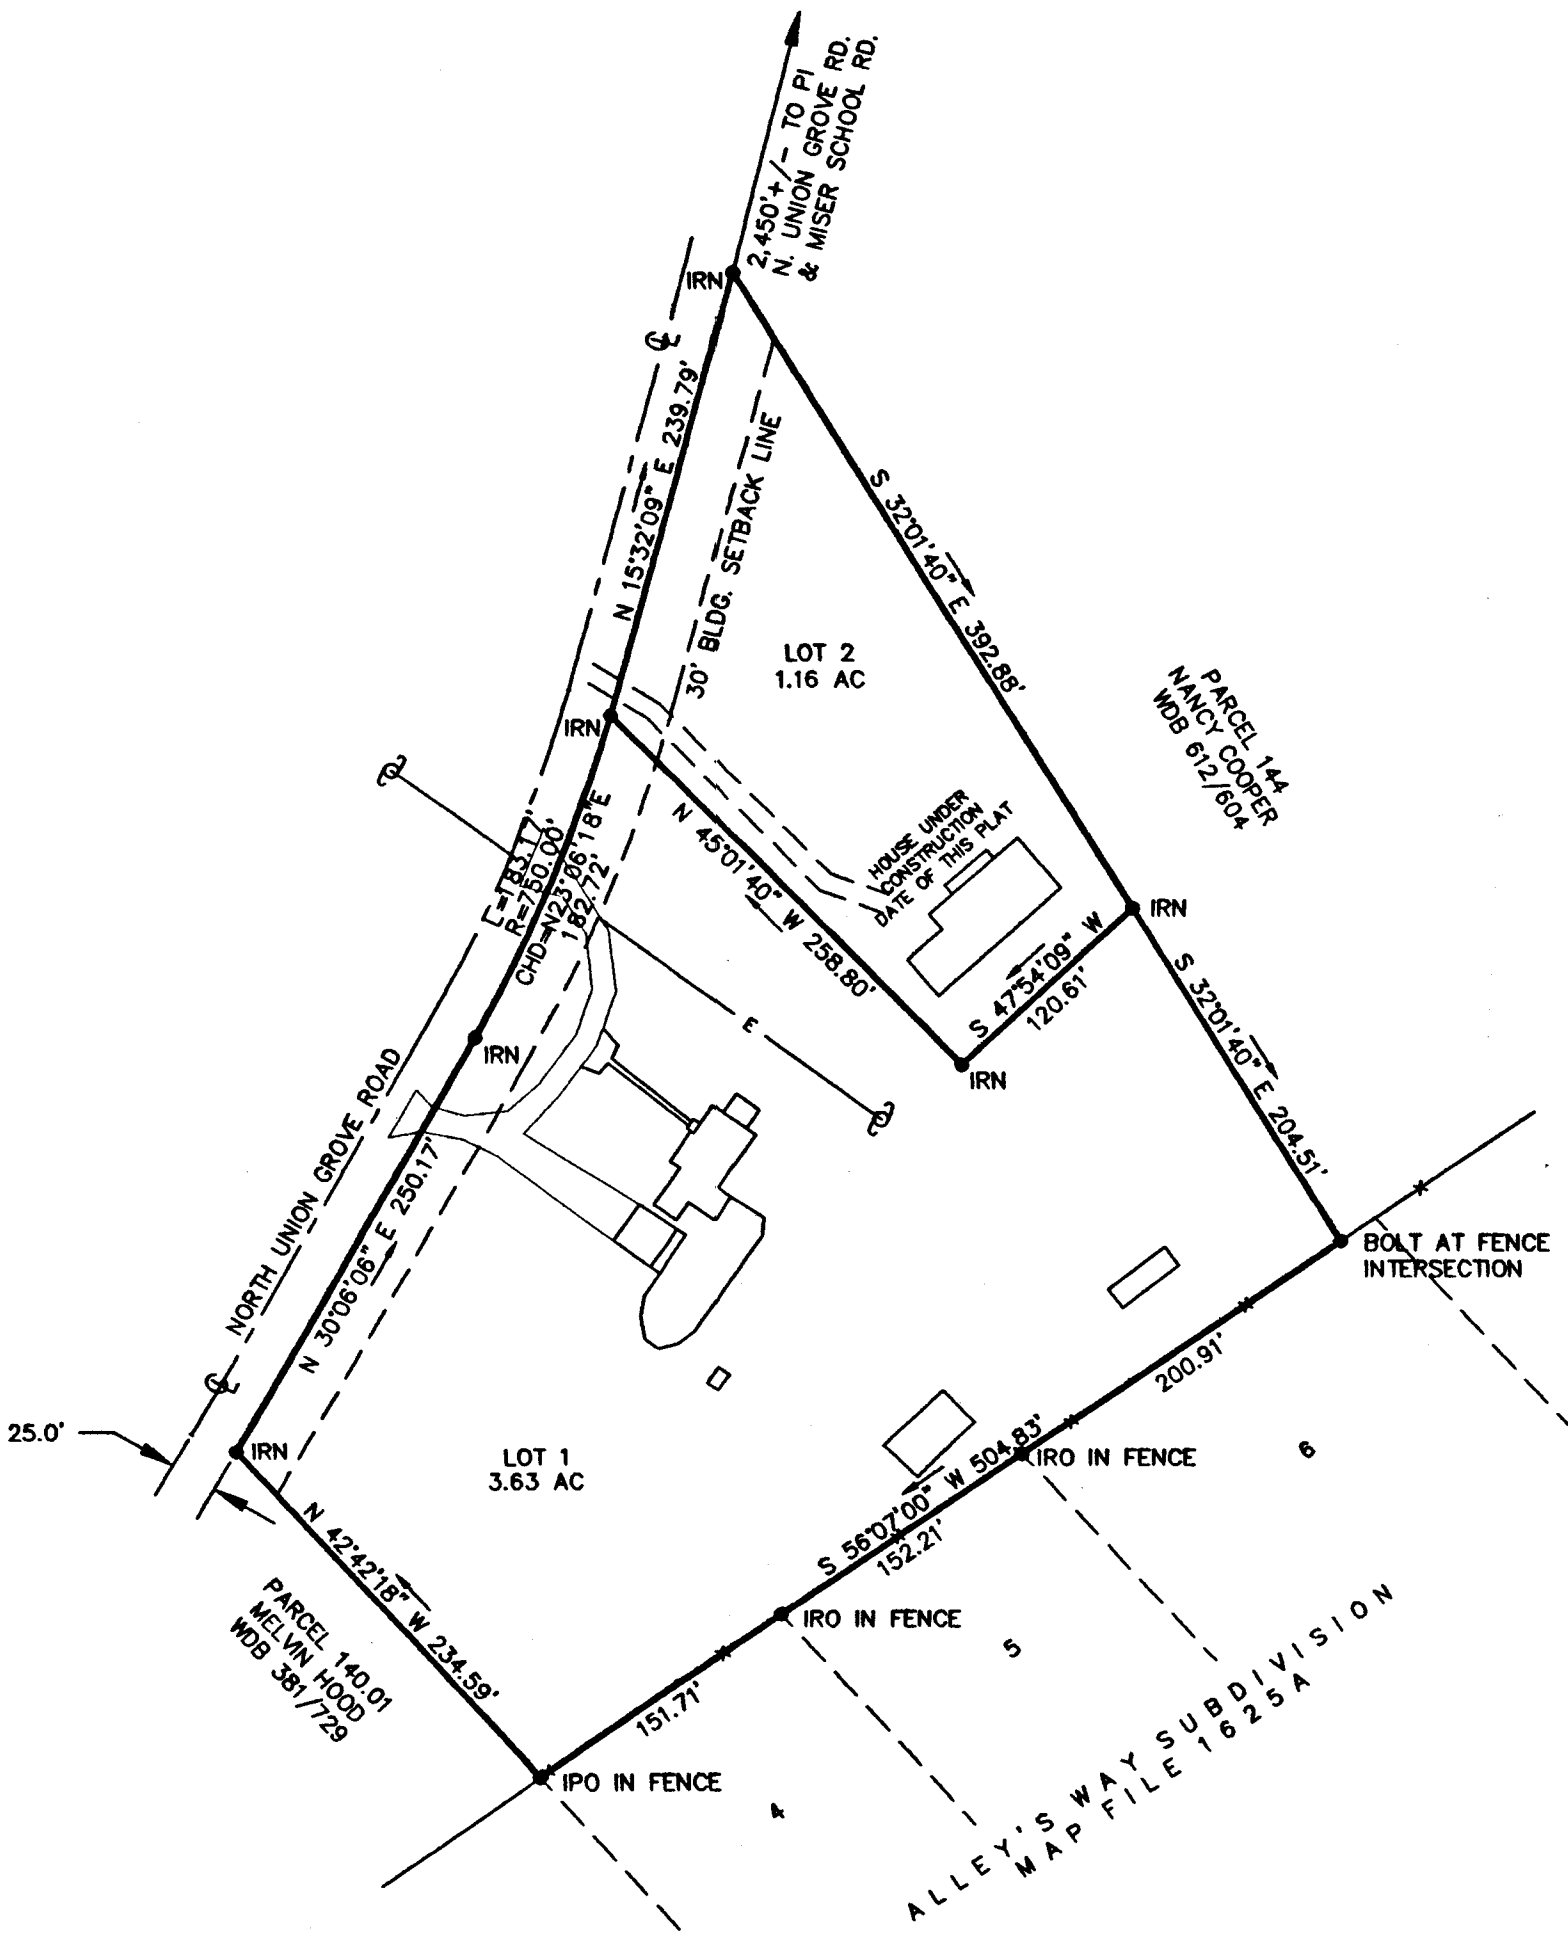 2,450'+/- TO PI
N. UNION GROVE RD.
& MISER SCHOOL RD.
IRN
N 15°32'09" E 239.79'
30' BLDG. SETBACK LINE
S 32°01'40" E 392.88'
LOT 2
1.16 AC
PARCEL 144
NANCY COOPER
WDB 612/604
IRN
L=183.17'
R=750.00'
CHD=N23°06'18"E
182.72'
N 45°01'40" W 258.80'
HOUSE UNDER
CONSTRUCTION
DATE OF THIS PLAT
IRN
S 47°54'09" W
120.61'
S 32°01'40" E 204.51'
IRN
IRN
E
NORTH UNION GROVE ROAD
N 30°06'06" E 250.17'
BOLT AT FENCE
INTERSECTION
200.91'
25.0'
IRN
LOT 1
3.63 AC
S 56°07'00" W 504.83'
IRO IN FENCE
6
152.21'
N 42°42'18" W 234.59'
PARCEL 140.01
MELVIN HOOD
WDB 381/729
IRO IN FENCE
5
151.71'
IPO IN FENCE
4
ALLEY'S WAY SUBDIVISION
MAP FILE 1625A